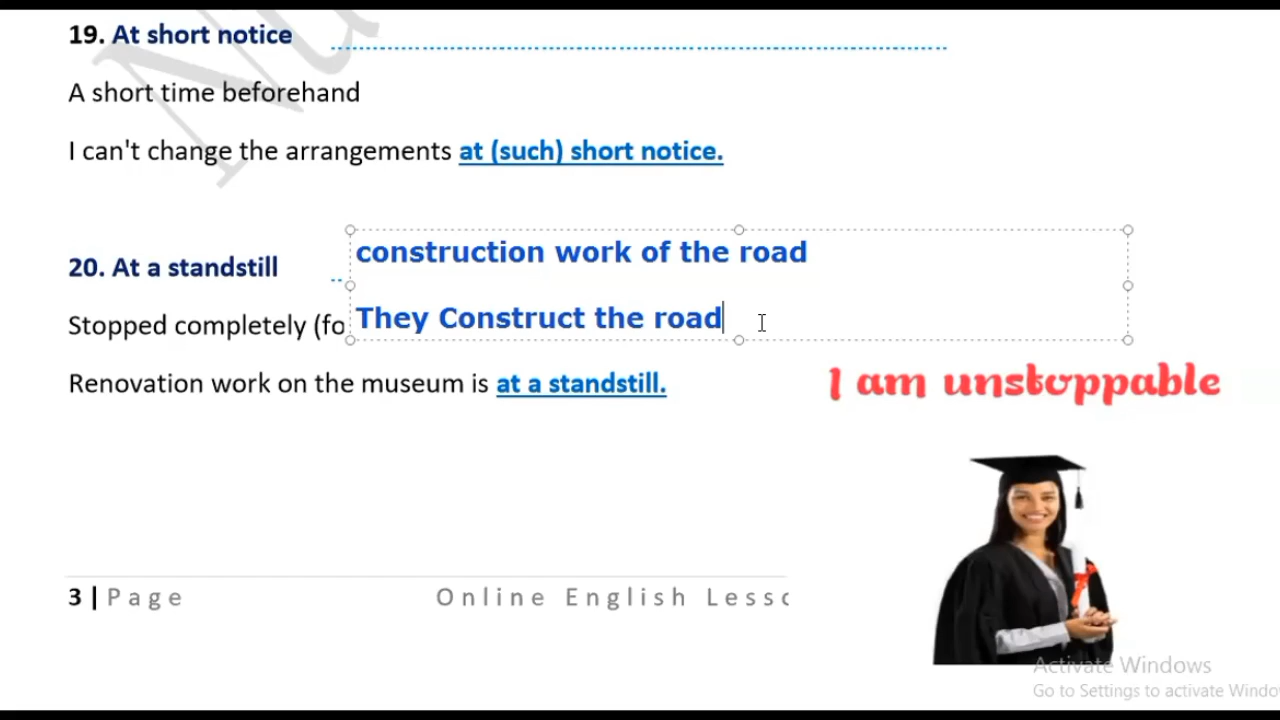 19. At short notice
A short time beforehand
I can't change the arrangements at (such) short notice.
construction work of the road
20. At a standstill
They Construct the road
Stopped completely (fo
Renovation work on the museum is at a standstill.
I am unstoppable
3 | Page
Online English Lesso
Activate Windows
Go to Settings to activate Windo